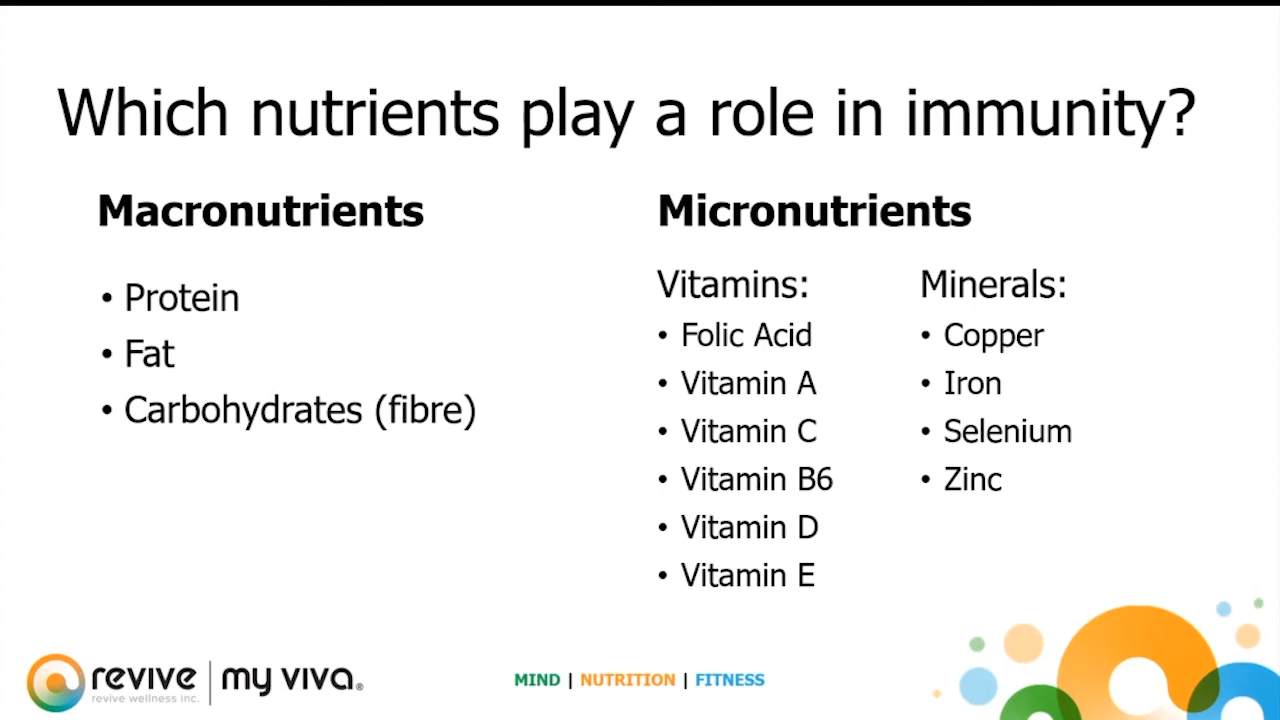 Which nutrients play a role in immunity?
Macronutrients
• Protein
• Fat
• Carbohydrates (fibre)
Micronutrients
Vitamins:
• Folic Acid
• Vitamin A
• Vitamin C
• Vitamin B6
• Vitamin D
• Vitamin E
Minerals:
• Copper
• Iron
• Selenium
• Zinc
revive | my viva®
revive wellness inc.
MIND | NUTRITION | FITNESS